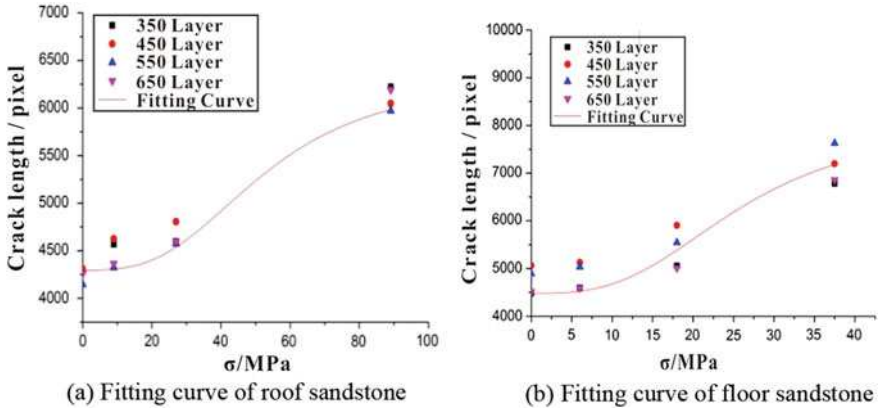 350 Layer
450 Layer
550 Layer
650 Layer
Fitting Curve
Crack length / pixel
7000
6500
6000
5500
5000
4500
4000
0 20 40 60 80 100
σ/MPa
(a) Fitting curve of roof sandstone
350 Layer
450 Layer
550 Layer
650 Layer
Fitting Curve
Crack length / pixel
10000
9000
8000
7000
6000
5000
4000
0 5 10 15 20 25 30 35 40
σ/MPa
(b) Fitting curve of floor sandstone